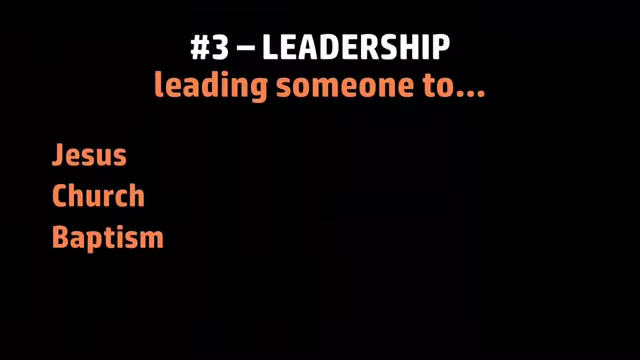 #3 – LEADERSHIP
leading someone to...
Jesus
Church
Baptism